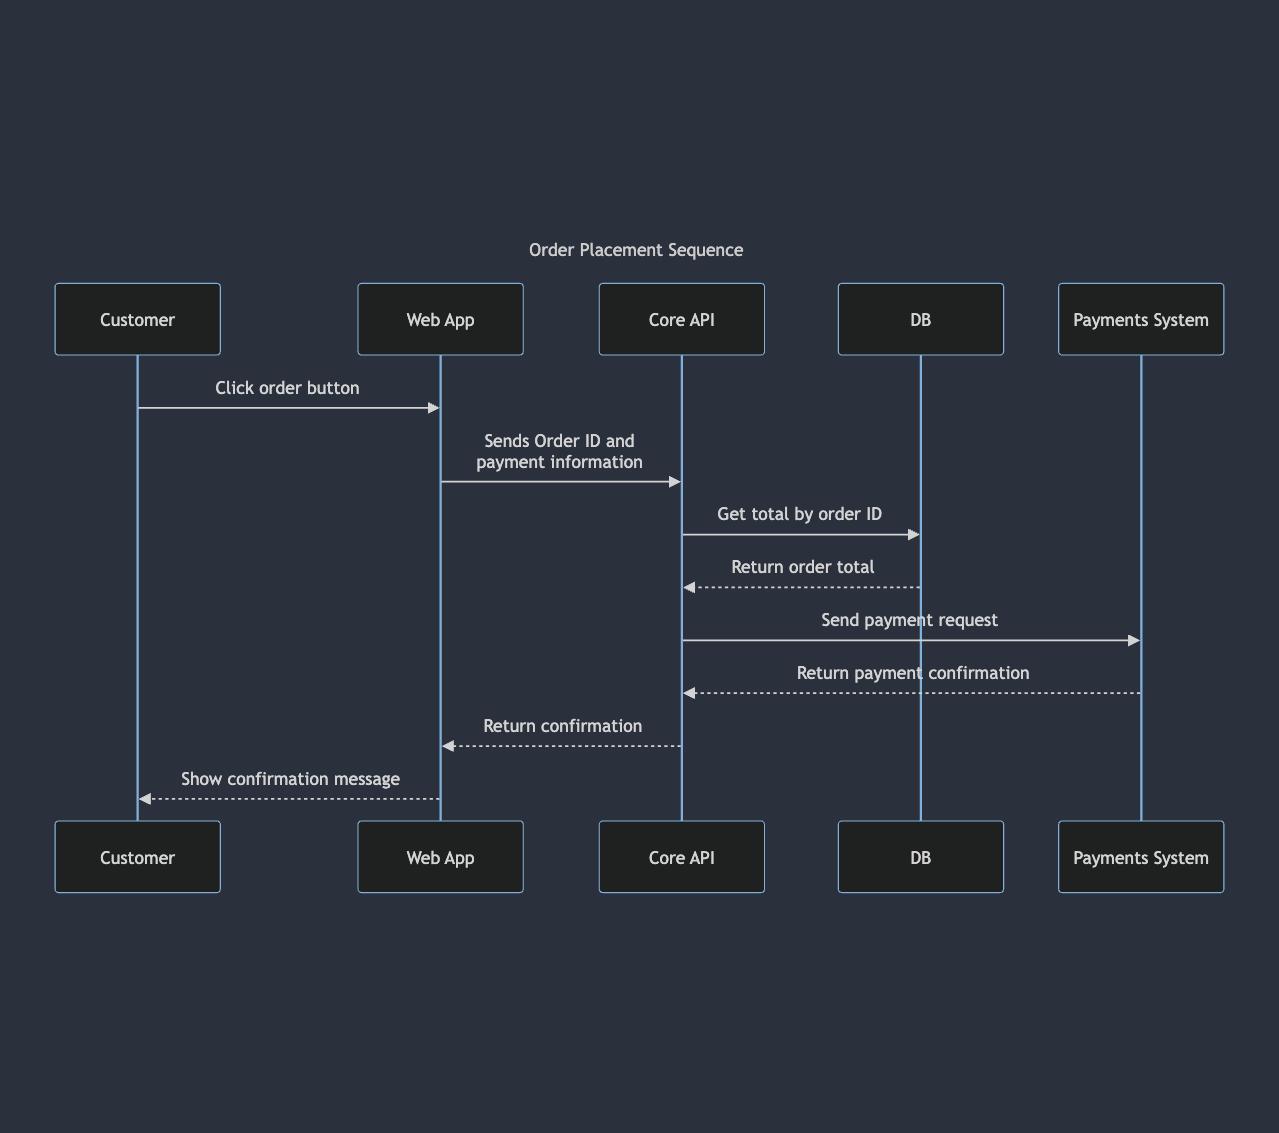 Order Placement Sequence
Customer
Web App
Core API
DB
Payments System
Click order button
Sends Order ID and
payment information
Get total by order ID
Return order total
Send payment request
Return payment confirmation
Return confirmation
Show confirmation message
Customer
Web App
Core API
DB
Payments System